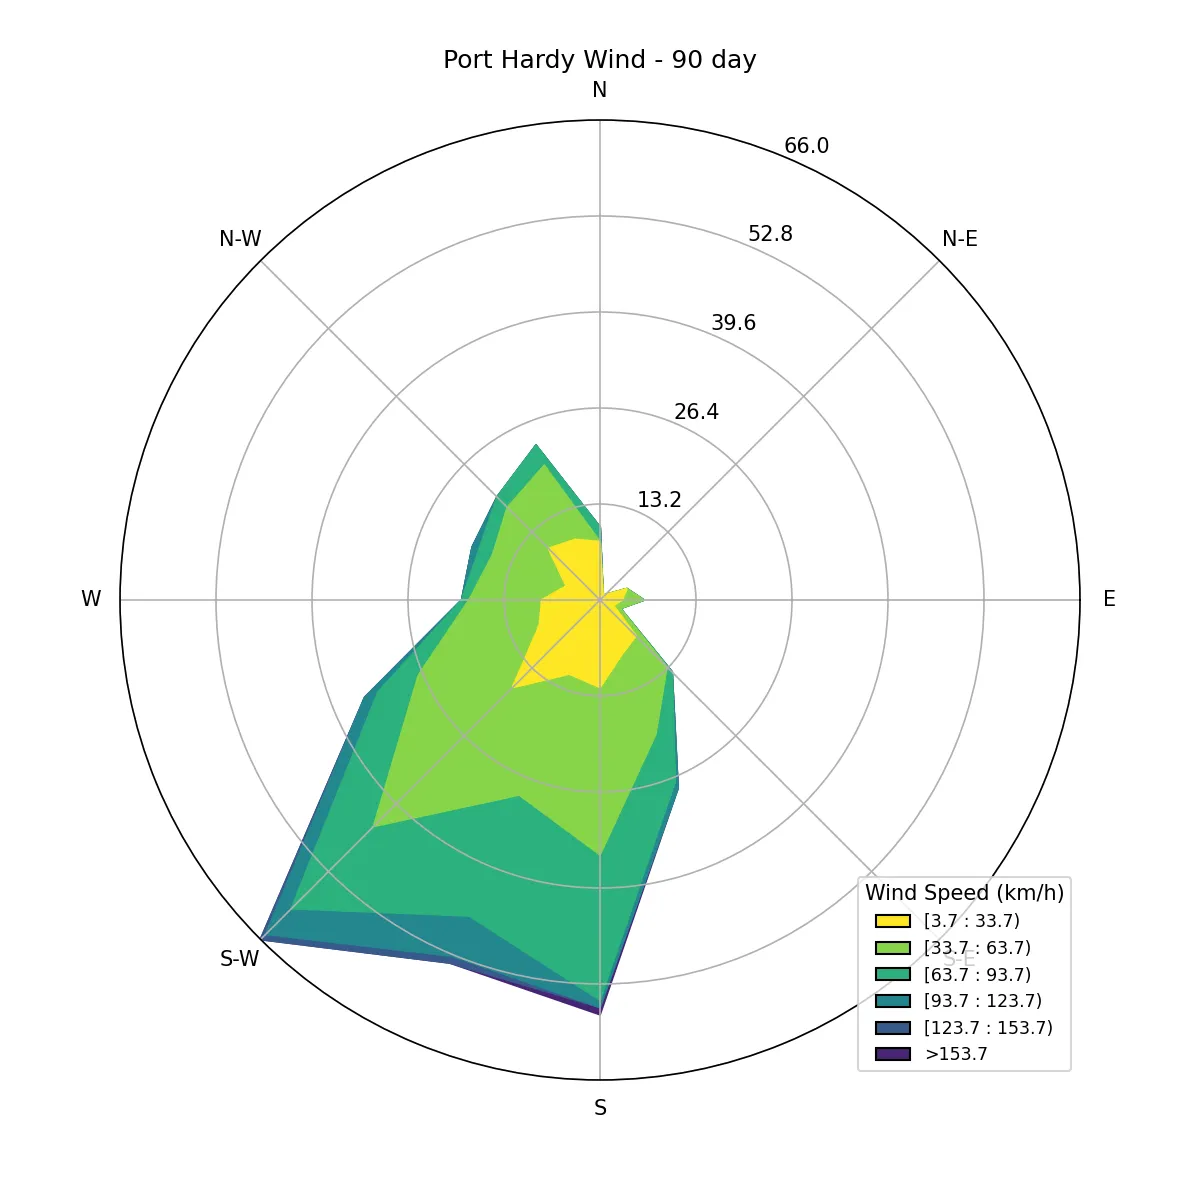 Port Hardy Wind - 90 day
N
66.0
N-W
N-E
52.8
39.6
26.4
13.2
W
E
S-W
S-E
S
Wind Speed (km/h)
[3.7 : 33.7)
[33.7 : 63.7)
[63.7 : 93.7)
[93.7 : 123.7)
[123.7 : 153.7)
>153.7